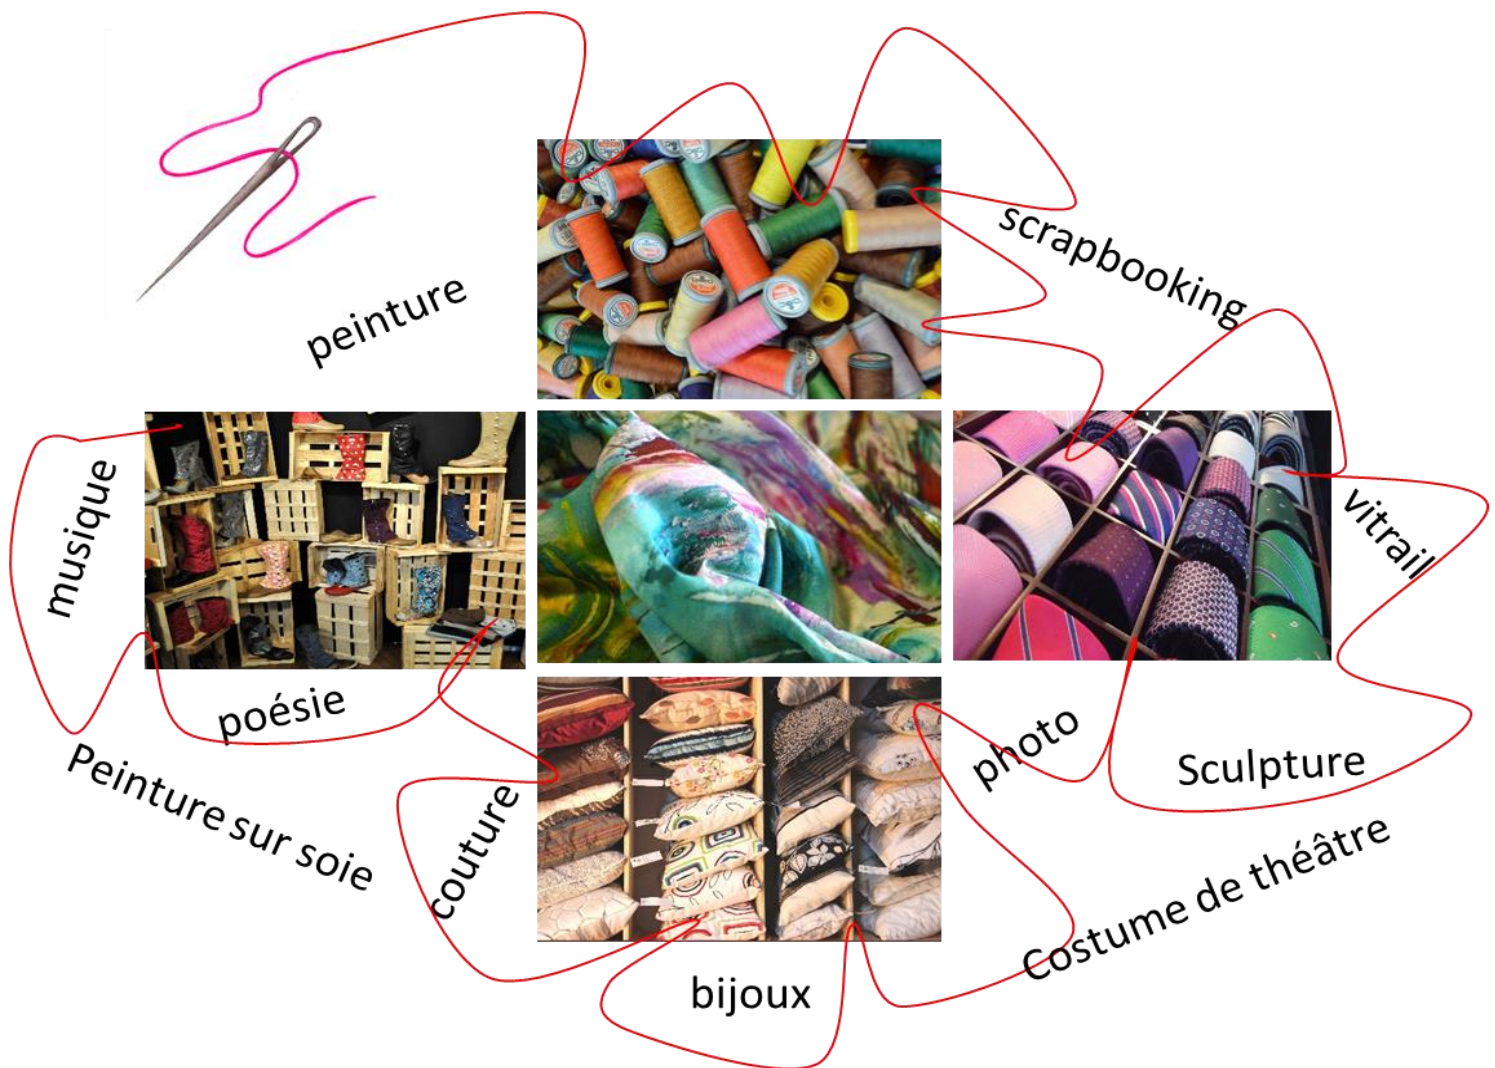 peinture
scrapbooking
musique
vitrail
poésie
photo
Sculpture
Peinture sur soie
couture
Costume de théâtre
bijoux